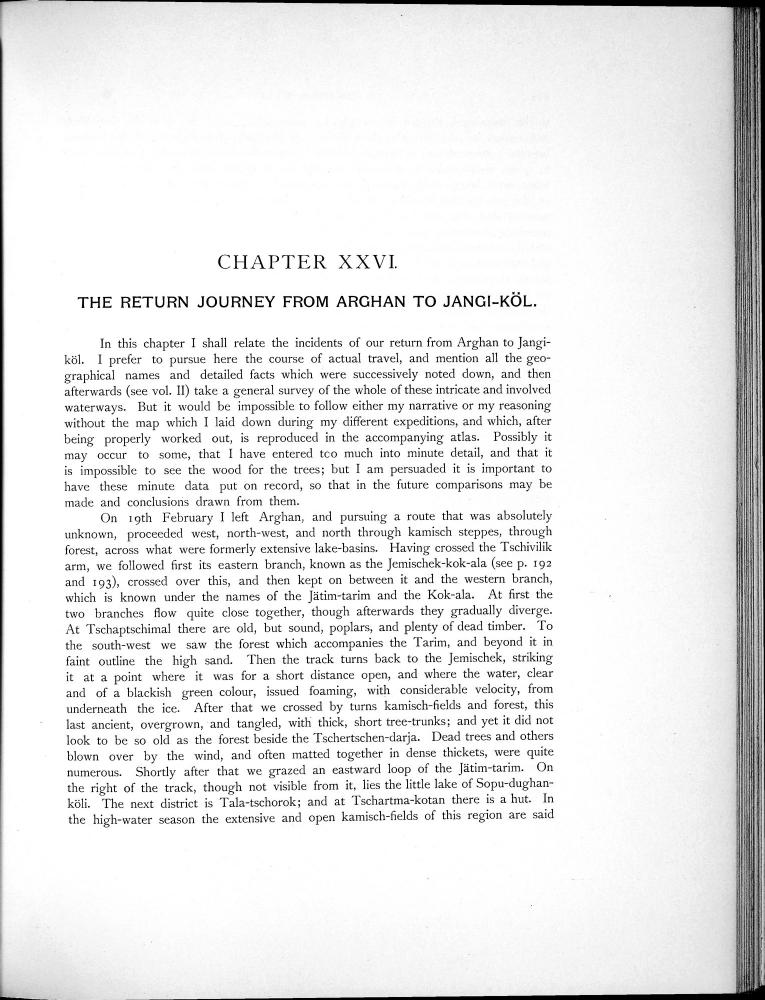 CHAPTER XXVI.
THE RETURN JOURNEY FROM ARGHAN TO JANGI-KÖL.
In this chapter I shall relate the incidents of our return from Arghan to Jangi-
köl. I prefer to pursue here the course of actual travel, and mention all the geo-
graphical names and detailed facts which were successively noted down, and then
afterwards (see vol. II) take a general survey of the whole of these intricate and involved
waterways. But it would be impossible to follow either my narrative or my reasoning
without the map which I laid down during my different expeditions, and which, after
being properly worked out, is reproduced in the accompanying atlas. Possibly it
may occur to some, that I have entered too much into minute detail, and that it
is impossible to see the wood for the trees; but I am persuaded it is important to
have these minute data put on record, so that in the future comparisons may be
made and conclusions drawn from them.
On 19th February I left Arghan, and pursuing a route that was absolutely
unknown, proceeded west, north-west, and north through kamisch steppes, through
forest, across what were formerly extensive lake-basins. Having crossed the Tschivilik
arm, we followed first its eastern branch, known as the Jemischek-kok-ala (see p. 192
and 193), crossed over this, and then kept on between it and the western branch,
which is known under the names of the Jätim-tarim and the Kok-ala. At first the
two branches flow quite close together, though afterwards they gradually diverge.
At Tschaptschimal there are old, but sound, poplars, and plenty of dead timber. To
the south-west we saw the forest which accompanies the Tarim, and beyond it in
faint outline the high sand. Then the track turns back to the Jemischek, striking
it at a point where it was for a short distance open, and where the water, clear
and of a blackish green colour, issued foaming, with considerable velocity, from
underneath the ice. After that we crossed by turns kamisch-fields and forest, this
last ancient, overgrown, and tangled, with thick, short tree-trunks; and yet it did not
look to be so old as the forest beside the Tschertschen-darja. Dead trees and others
blown over by the wind, and often matted together in dense thickets, were quite
numerous. Shortly after that we grazed an eastward loop of the Jätim-tarim. On
the right of the track, though not visible from it, lies the little lake of Sopu-dughan-
köli. The next district is Tala-tschorok; and at Tschartma-kotan there is a hut. In
the high-water season the extensive and open kamisch-fields of this region are said